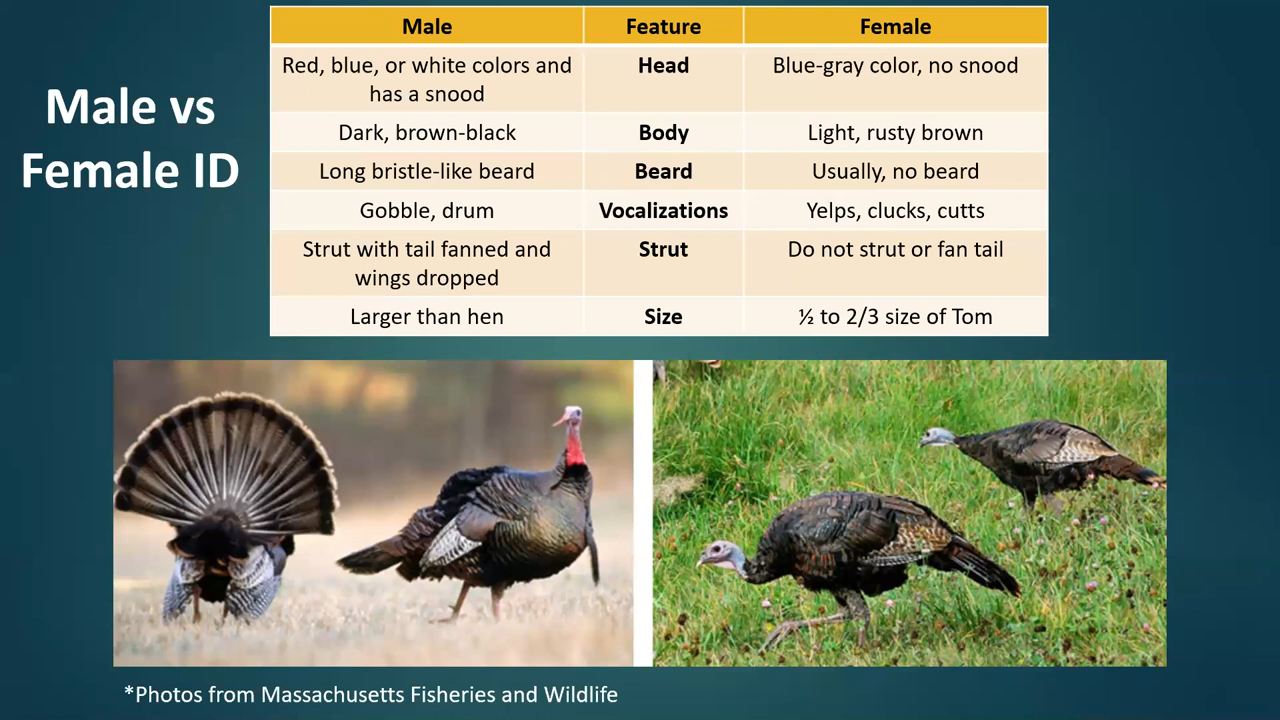 Male vs
Female ID
Male Feature Female
Red, blue, or white colors and
has a snood
Head
Blue-gray color, no snood
Dark, brown-black Body Light, rusty brown
Long bristle-like beard Beard Usually, no beard
Gobble, drum Vocalizations Yelps, clucks, cutts
Strut with tail fanned and
wings dropped
Strut
Do not strut or fan tail
Larger than hen Size ½ to 2/3 size of Tom
*Photos from Massachusetts Fisheries and Wildlife